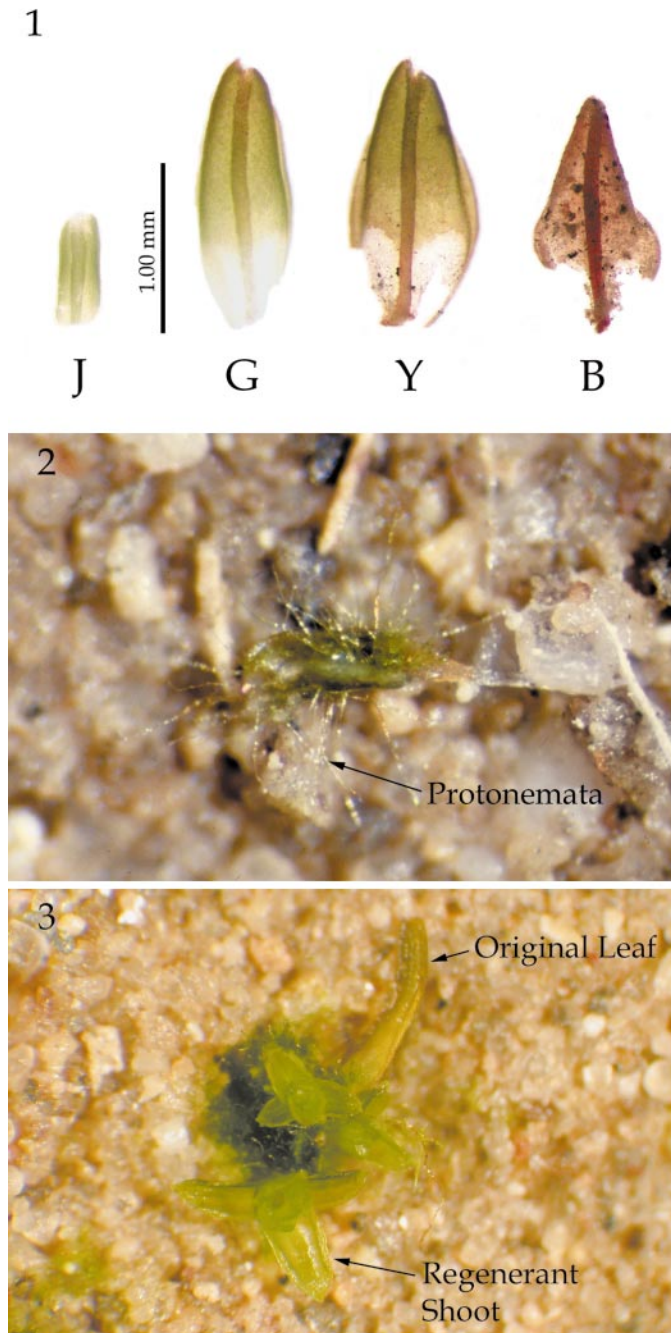 1
1.00 mm
J G Y B
2
Protonemata
3
Original Leaf
Regenerant
Shoot